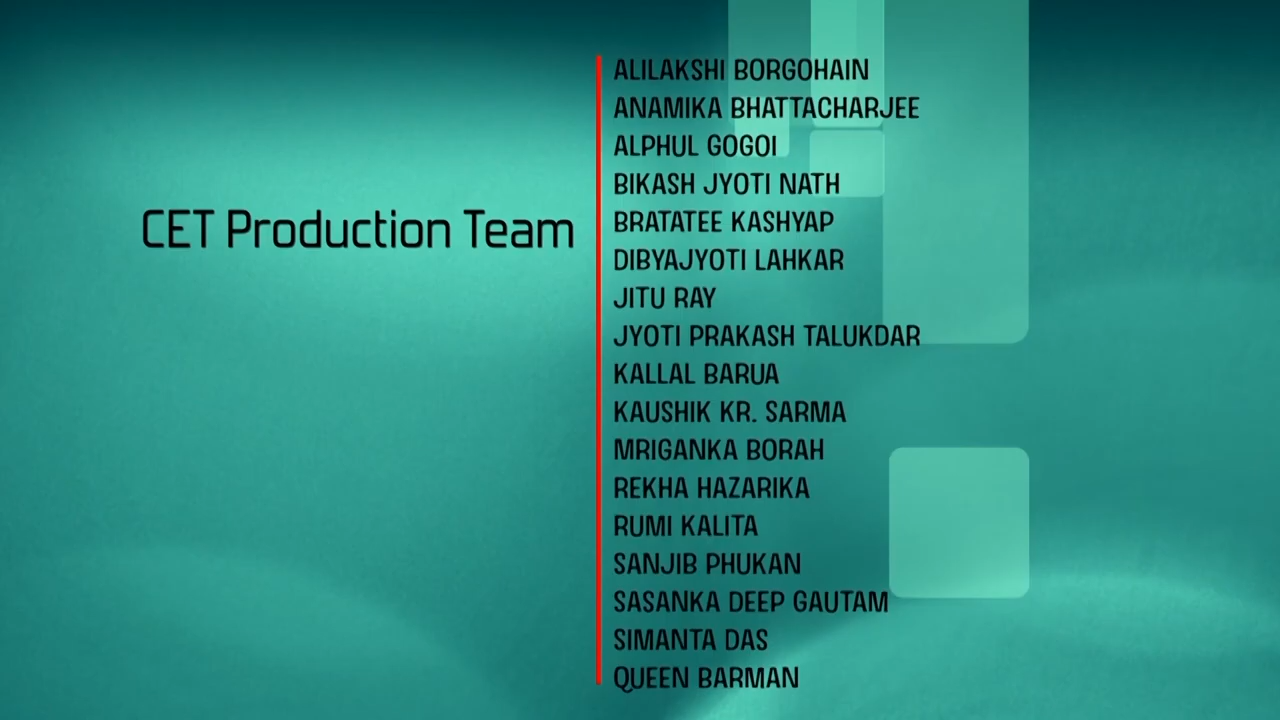 CET Production Team
ALILAKSHI BORGOHAIN
ANAMIKA BHATTACHARJEE
ALPHUL GOGOI
BIKASH JYOTI NATH
BRATATEE KASHYAP
DIBYAJYOTI LAHKAR
JITU RAY
JYOTI PRAKASH TALUKDAR
KALLAL BARUA
KAUSHIK KR. SARMA
MRIGANKA BORAH
REKHA HAZARIKA
RUMI KALITA
SANJIB PHUKAN
SASANKA DEEP GAUTAM
SIMANTA DAS
QUEEN BARMAN